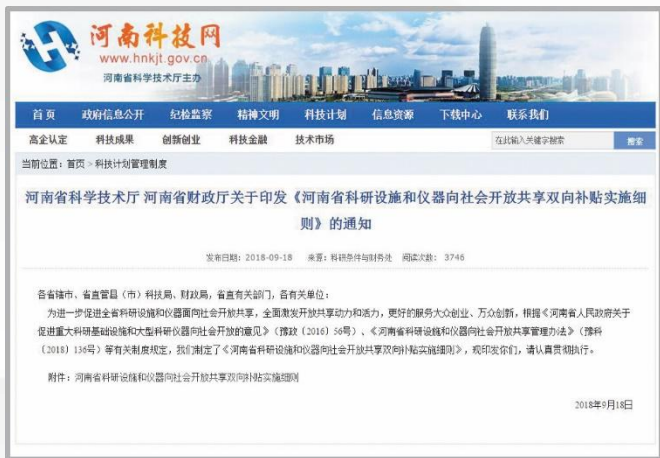 河南科技网
www.hnkjt.gov.cn
河南省科学技术厅主办
首页 政府信息公开 纪检监察 精神文明 科技计划 信息资源 下载中心 联系我们
高企认定 科技成果 创新创业 科技金融 技术市场 在此输入关键字搜索 搜索
当前位置：首页>科技计划管理制度
河南省科学技术厅 河南省财政厅关于印发《河南省科研设施和仪器向社会开放共享双向补贴实施细
则》的通知
发布日期：2018-09-18 来源：科研条件与财务处 阅读次数：3746
各省辖市、省直管县（市）科技局、财政局，省直有关部门，各有关单位：
为进一步促进全省科研设施和仪器面向社会开放共享，全面激发开放共享动力和活力，更好的服务大众创业、万众创新，根据《河南省人民政府关于
促进重大科研基础设施和大型科研仪器向社会开放的意见》（豫政〔2016〕56号）、《河南省科研设施和仪器向社会开放共享管理办法》（豫科
〔2018〕136号）等有关制度规定，我们制定了《河南省科研设施和仪器向社会开放共享双向补贴实施细则》，现印发你们，请认真贯彻执行。
附件：河南省科研设施和仪器向社会开放共享双向补贴实施细则
2018年9月18日